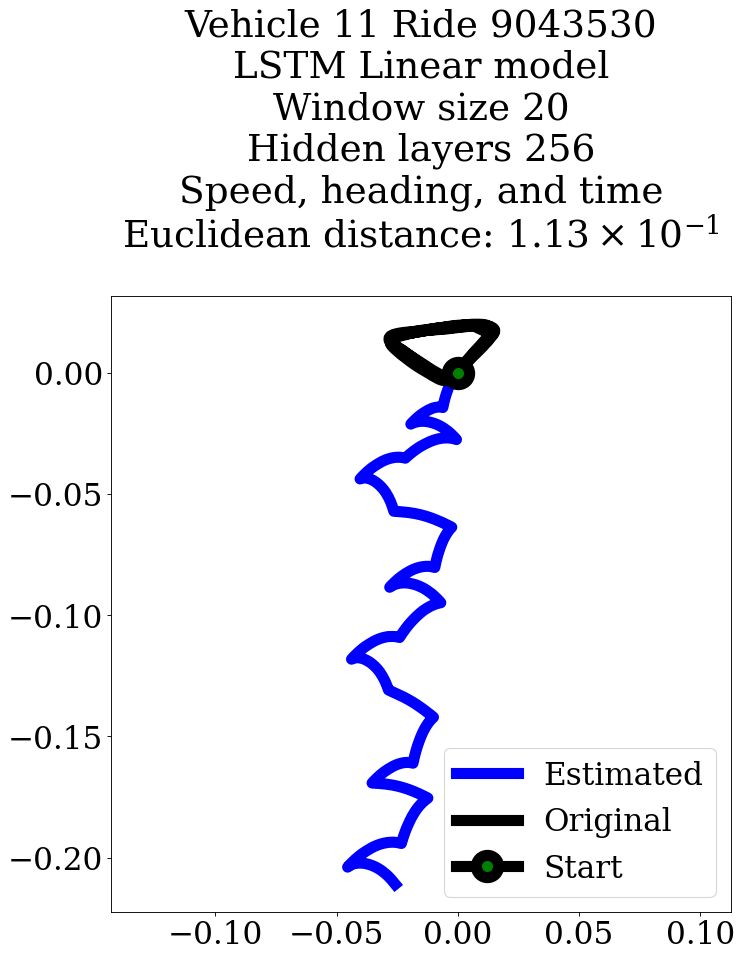 Vehicle 11 Ride 9043530
LSTM Linear model
Window size 20
Hidden layers 256
Speed, heading, and time
Euclidean distance: 1.13 × 10⁻¹
0.00
−0.05
−0.10
−0.15
−0.20
Estimated
Original
Start
−0.10 −0.05 0.00 0.05 0.10